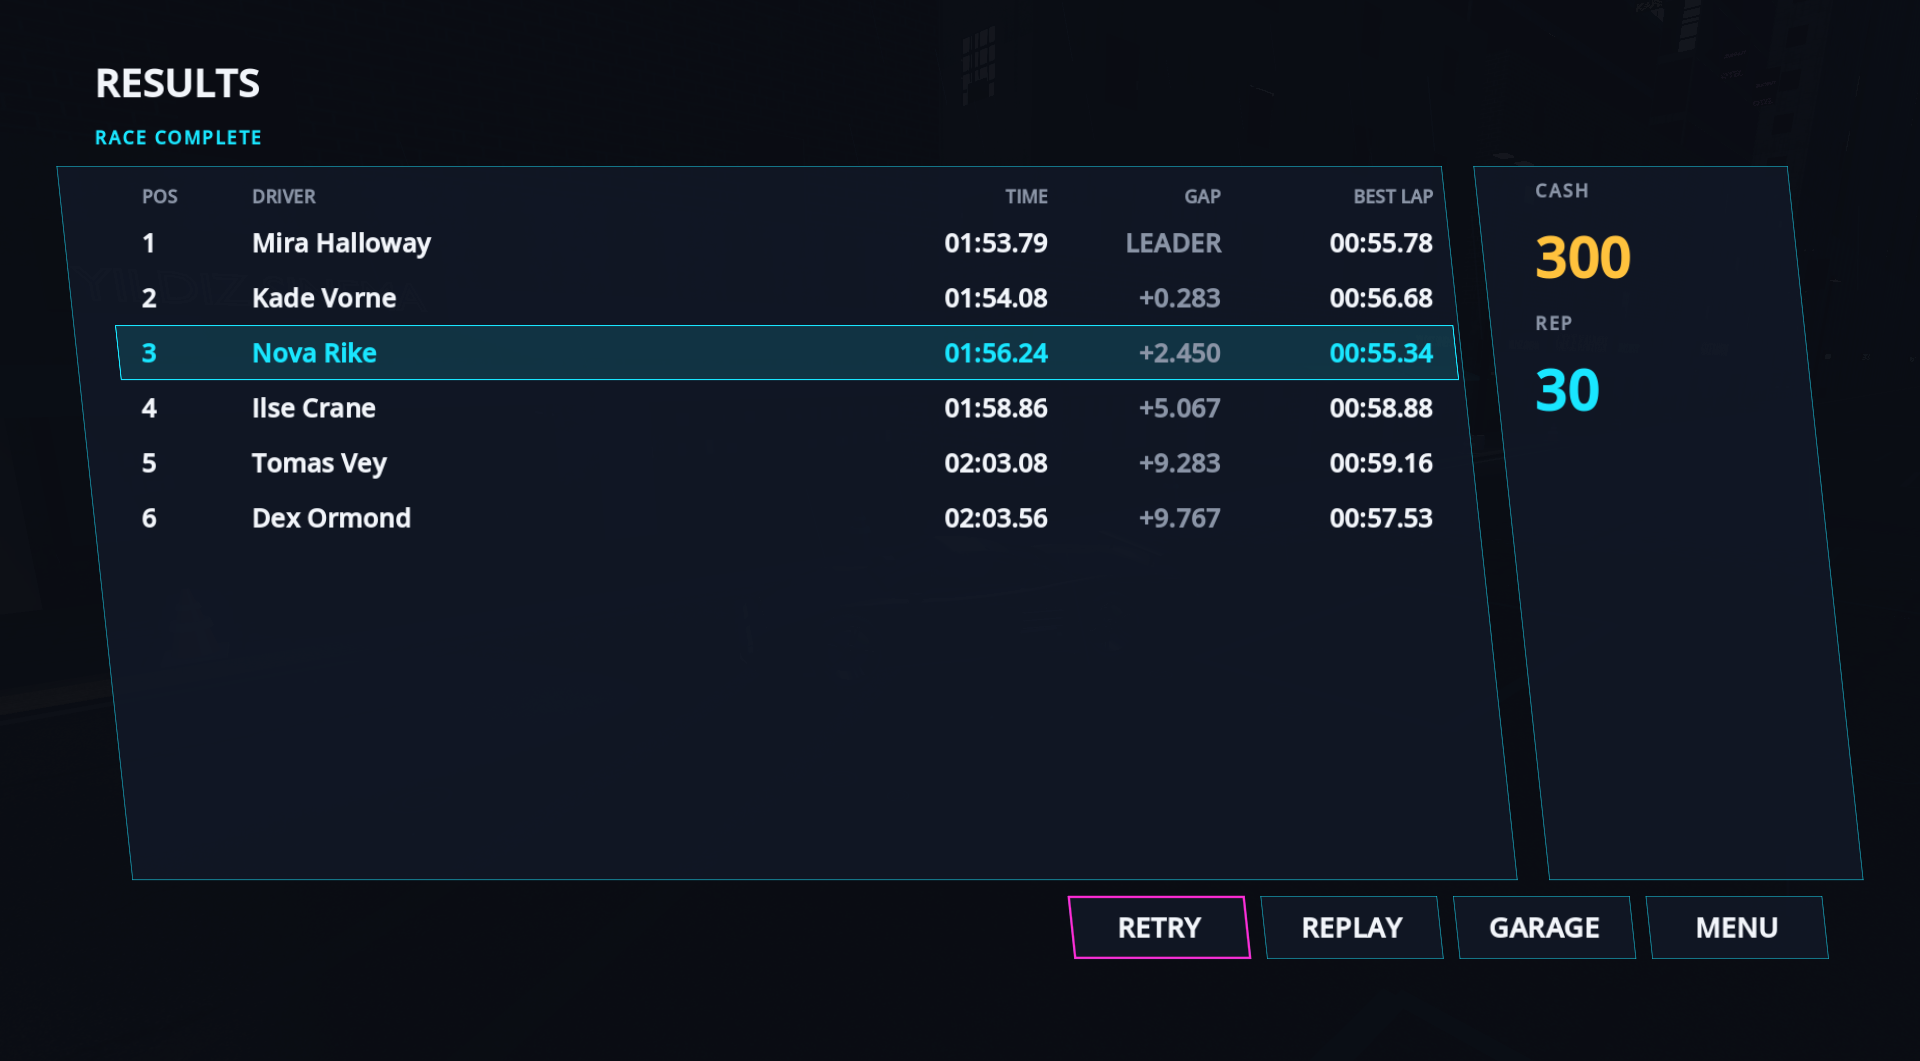 RESULTS
RACE COMPLETE
POS DRIVER TIME GAP BEST LAP
1 Mira Halloway 01:53.79 LEADER 00:55.78
2 Kade Vorne 01:54.08 +0.283 00:56.68
3 Nova Rike 01:56.24 +2.450 00:55.34
4 Ilse Crane 01:58.86 +5.067 00:58.88
5 Tomas Vey 02:03.08 +9.283 00:59.16
6 Dex Ormond 02:03.56 +9.767 00:57.53
CASH
300
REP
30
RETRY REPLAY GARAGE MENU